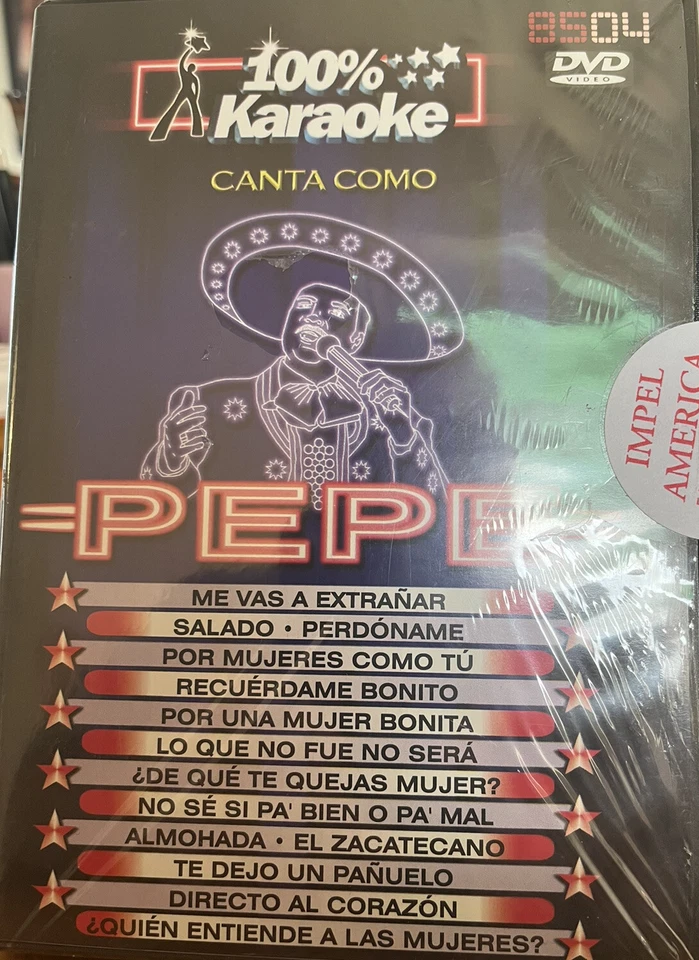 8504
DVD
VIDEO
100%
Karaoke
CANTA COMO
IMPEL
AMERICA
PEPE
ME VAS A EXTRAÑAR
SALADO • PERDÓNAME
POR MUJERES COMO TÚ
RECUÉRDAME BONITO
POR UNA MUJER BONITA
LO QUE NO FUE NO SERÁ
¿DE QUÉ TE QUEJAS MUJER?
NO SÉ SI PA' BIEN O PA' MAL
ALMOHADA • EL ZACATECANO
TE DEJO UN PAÑUELO
DIRECTO AL CORAZÓN
¿QUIÉN ENTIENDE A LAS MUJERES?